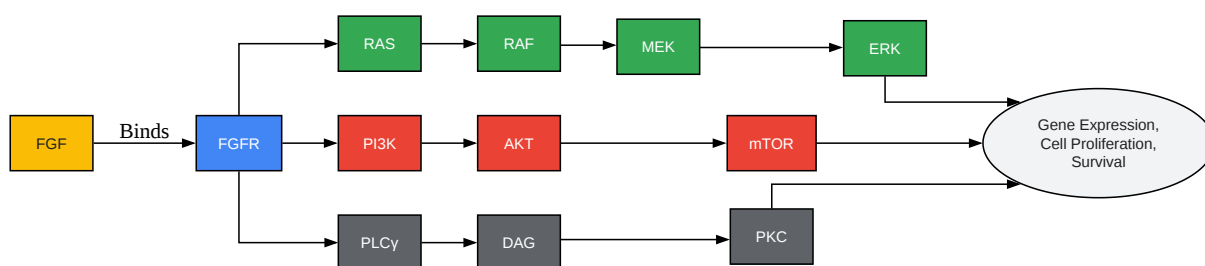 RAS
RAF
MEK
ERK
FGF
Binds
FGFR
PI3K
AKT
mTOR
Gene Expression,
Cell Proliferation,
Survival
PLCγ
DAG
PKC